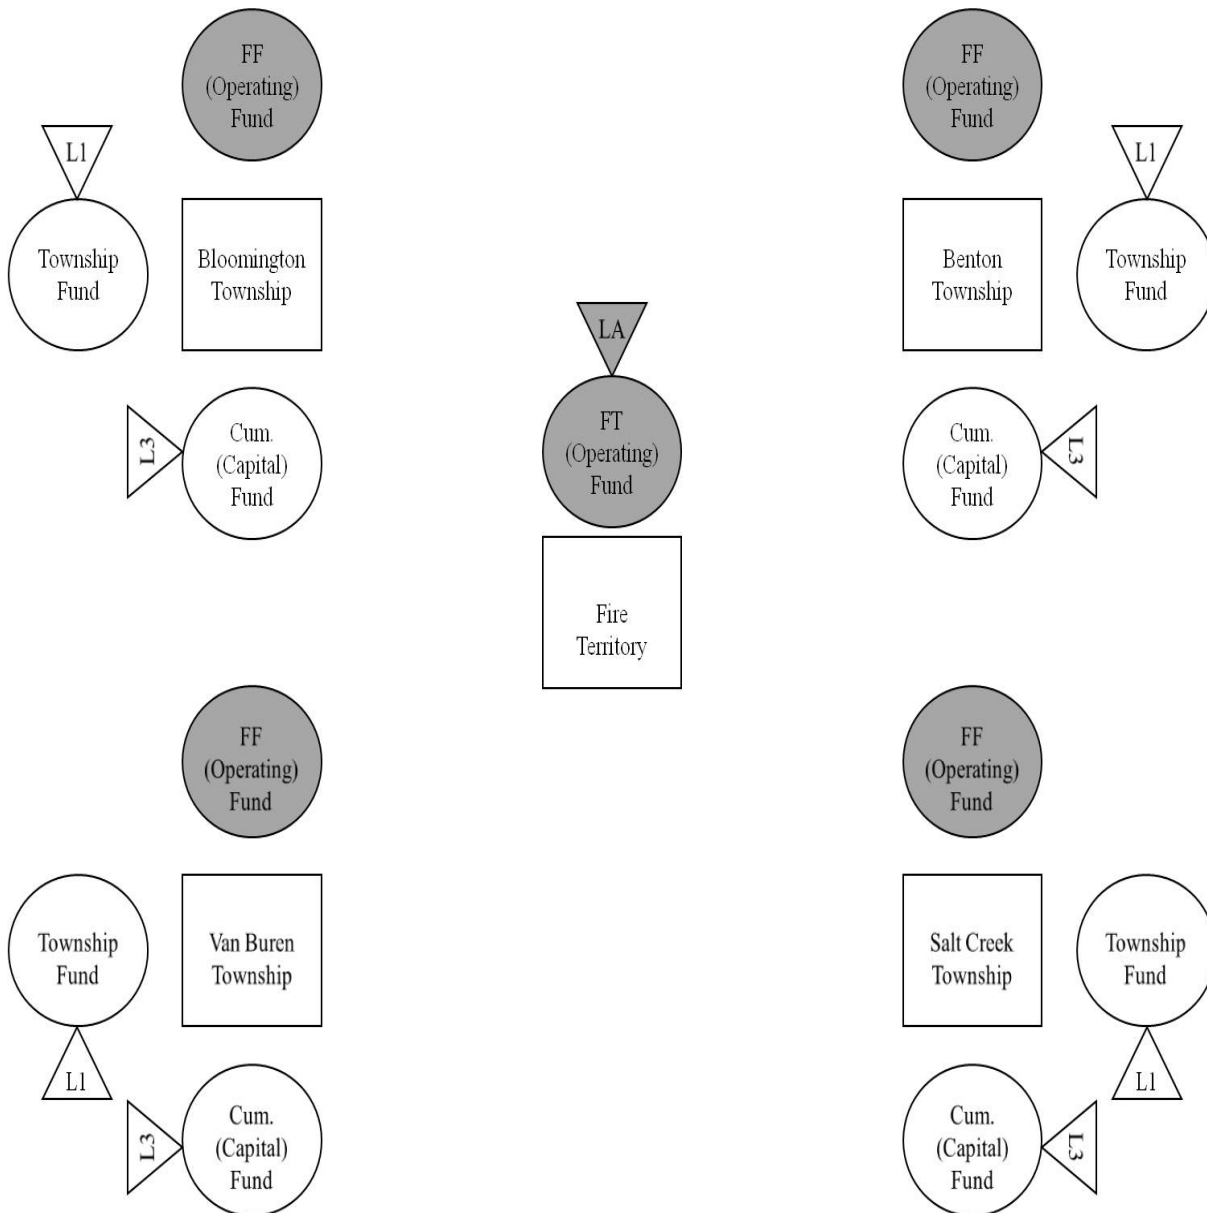 FF
(Operating)
Fund
L1
Township
Fund
Bloomington
Township
L3
Cum.
(Capital)
Fund
FF
(Operating)
Fund
L1
Benton
Township
Township
Fund
Cum.
(Capital)
Fund
L3
LA
FT
(Operating)
Fund
Fire
Territory
FF
(Operating)
Fund
Township
Fund
Van Buren
Township
L1
L3
Cum.
(Capital)
Fund
FF
(Operating)
Fund
Salt Creek
Township
Township
Fund
L1
Cum.
(Capital)
Fund
L3